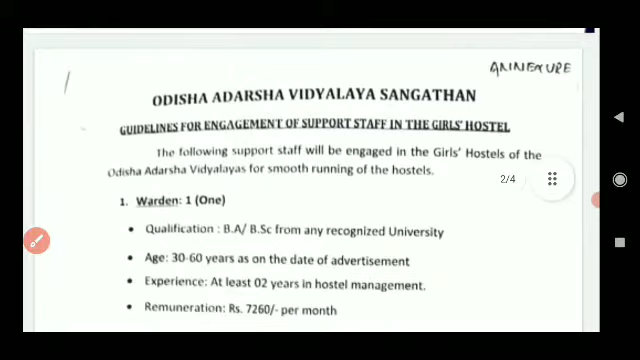 ANNEXURE
ODISHA ADARSHA VIDYALAYA SANGATHAN
GUIDELINES FOR ENGAGEMENT OF SUPPORT STAFF IN THE GIRLS' HOSTEL
The following support staff will be engaged in the Girls' Hostels of the
Odisha Adarsha Vidyalayas for smooth running of the hostels.
2/4
1. Warden: 1 (One)
• Qualification : B.A/ B.Sc from any recognized University
• Age: 30-60 years as on the date of advertisement
• Experience: At least 02 years in hostel management.
• Remuneration: Rs. 7260/- per month